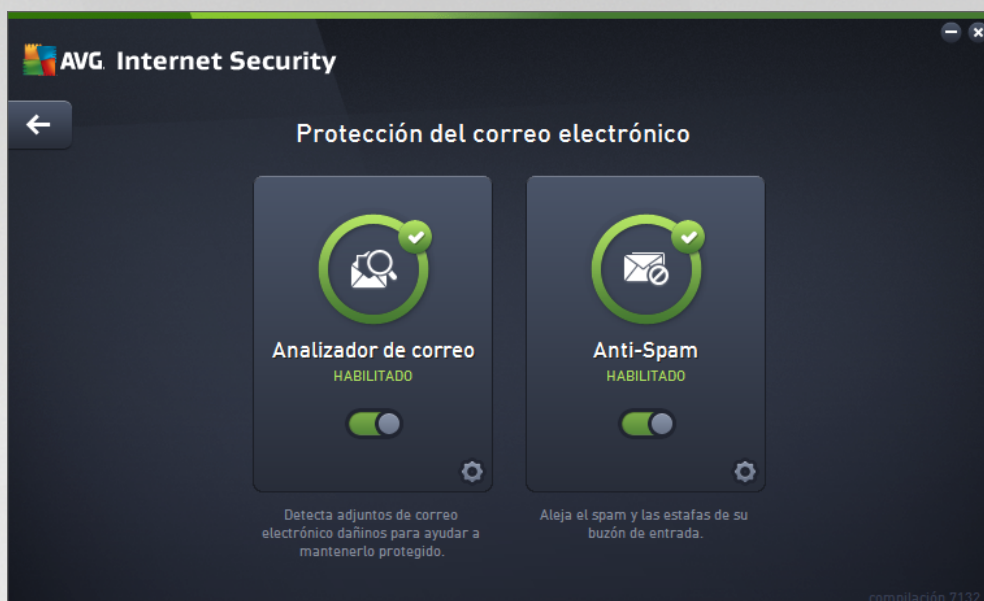 AVG. Internet Security
Protección del correo electrónico
Analizador de correo
HABILITADO
Detecta adjuntos de correo
electrónico dañinos para ayudar a
mantenerlo protegido.
Anti-Spam
HABILITADO
Aleja el spam y las estafas de su
buzón de entrada.
compilación 7132